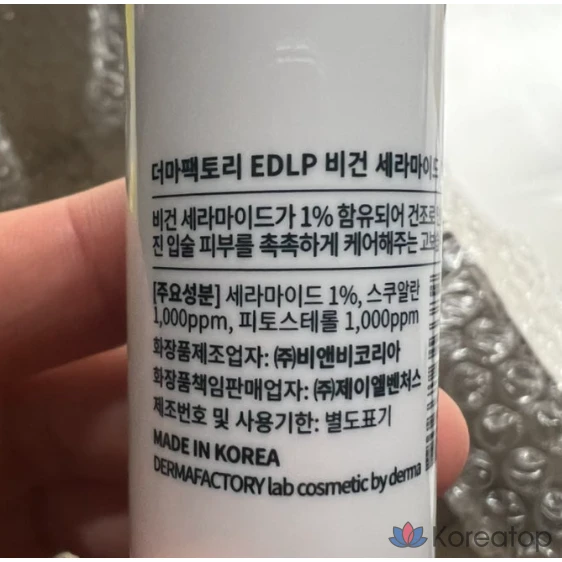 더마팩토리 EDLP 비건 세라마이드
비건 세라마이드가 1% 함유되어 건조로
진 입술 피부를 촉촉하게 케어해주는
[주요성분] 세라마이드 1%, 스쿠알란
1,000ppm, 피토스테롤 1,000ppm
화장품제조업자: ㈜비앤비코리아
화장품책임판매업자: ㈜제이엘벤처스
제조번호 및 사용기한: 별도표기
MADE IN KOREA
DERMAFACTORY lab cosmetic by derma
Koreatop